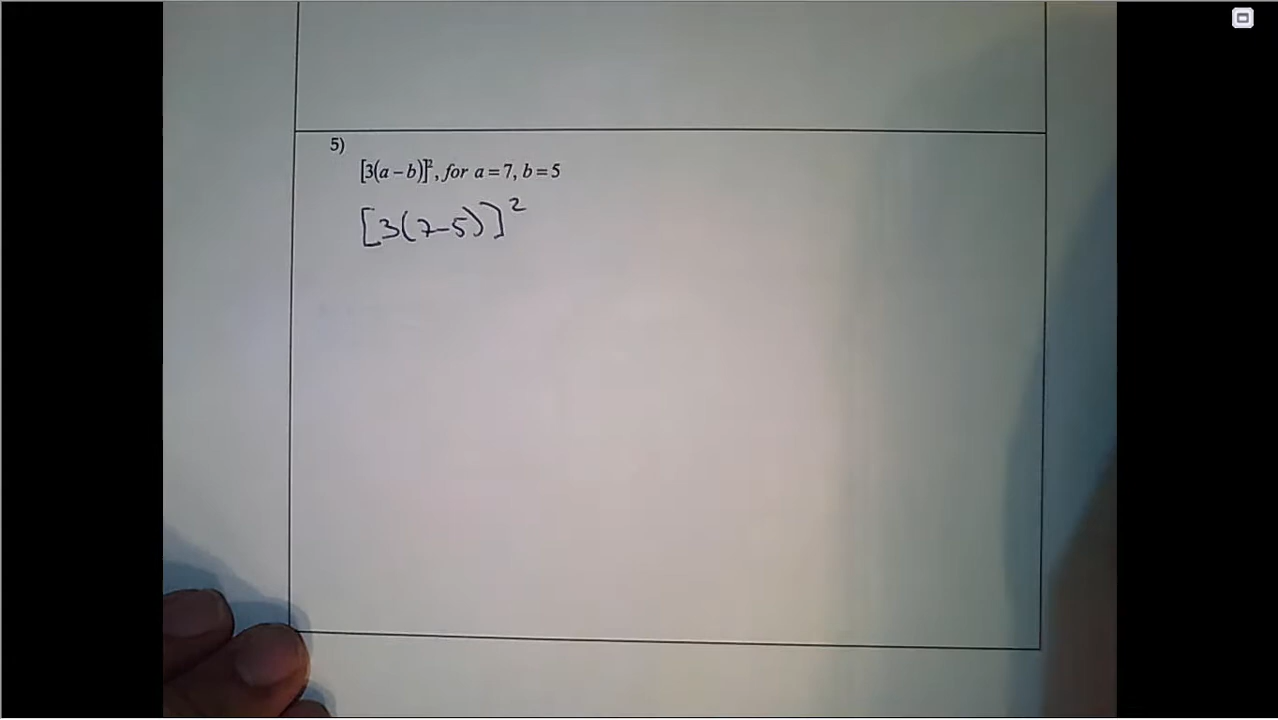 5)
[3(a-b)]², for a=7, b=5
[3(7-5)]²